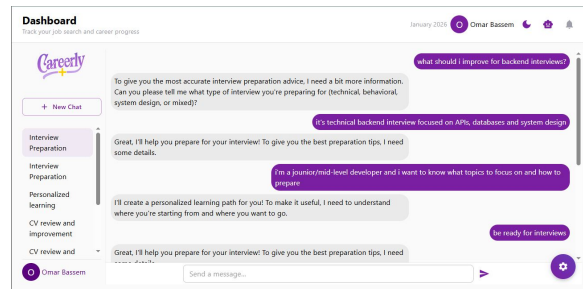 Dashboard
Track your job search and career progress
January 2026
O
Omar Bassem
Careerly
+ New Chat
Interview
Preparation
Interview
Preparation
Personalized
learning
CV review and
improvement
CV review and
O
Omar Bassem
what should i improve for backend interviews?
To give you the most accurate interview preparation advice, I need a bit more information.
Can you please tell me what type of interview you're preparing for (technical, behavioral,
system design, or mixed)?
it's technical backend interview focused on APIs, databases and system design
Great, I'll help you prepare for your interview! To give you the best preparation tips, I need
some details.
i'm a jounior/mid-level developer and i want to know what topics to focus on and how to
prepare
I'll create a personalized learning path for you! To make it useful, I need to understand
where you're starting from and where you want to go.
be ready for interviews
Great, I'll help you prepare for your interview! To give you the best preparation tips, I need
some details.
Send a message...